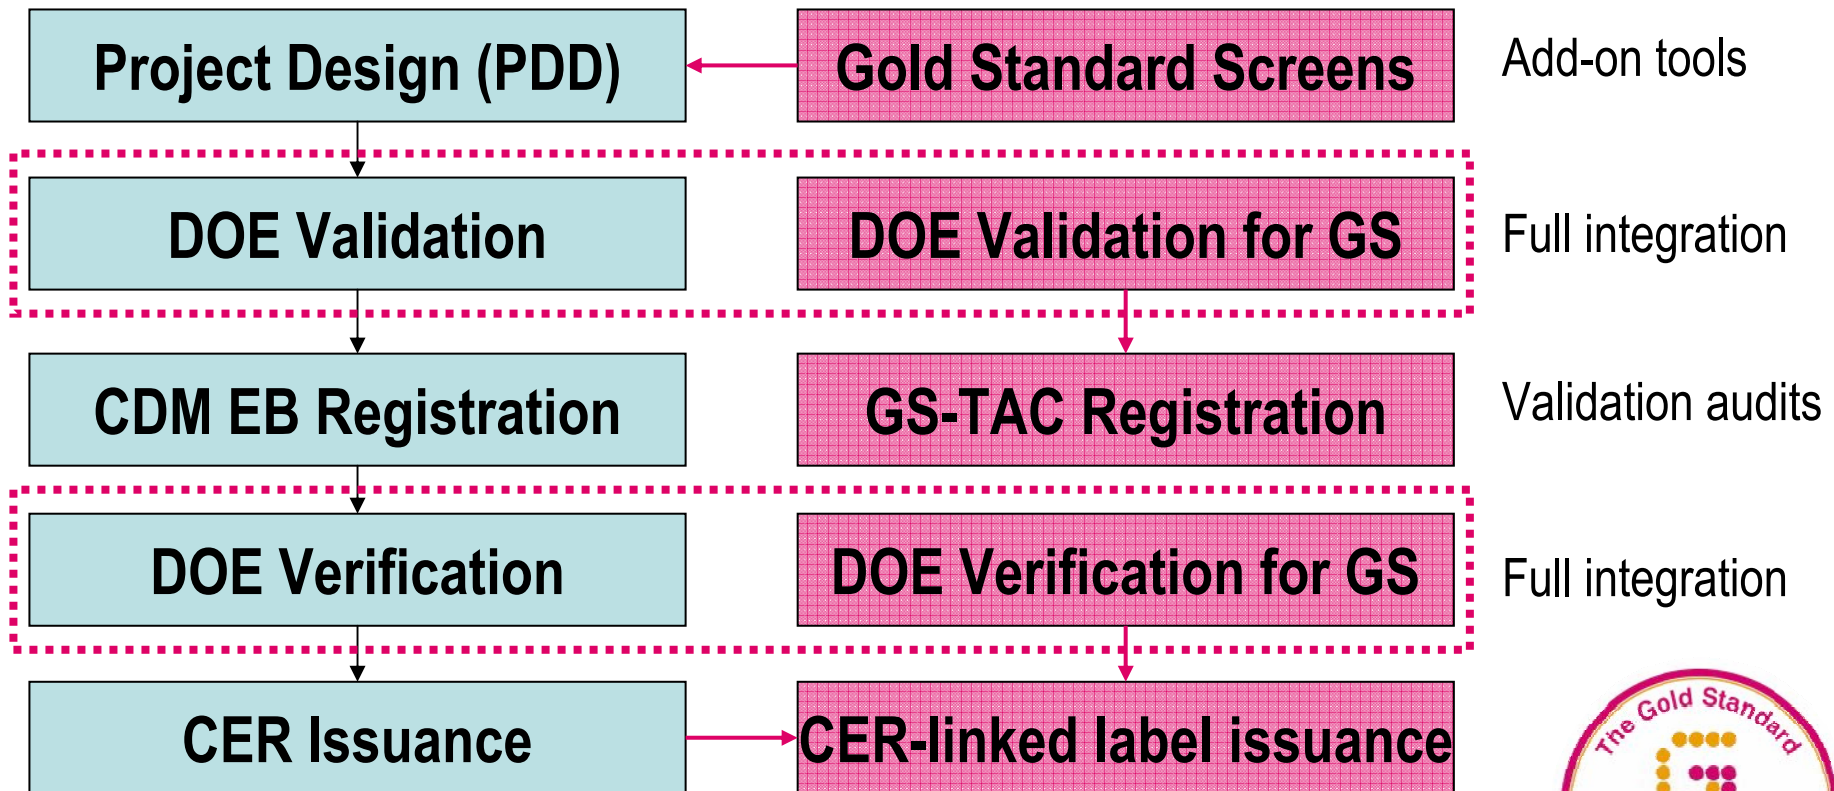 Project Design (PDD)
Gold Standard Screens
Add-on tools
DOE Validation
DOE Validation for GS
Full integration
CDM EB Registration
GS-TAC Registration
Validation audits
DOE Verification
DOE Verification for GS
Full integration
CER Issuance
CER-linked label issuance
The Gold Standard